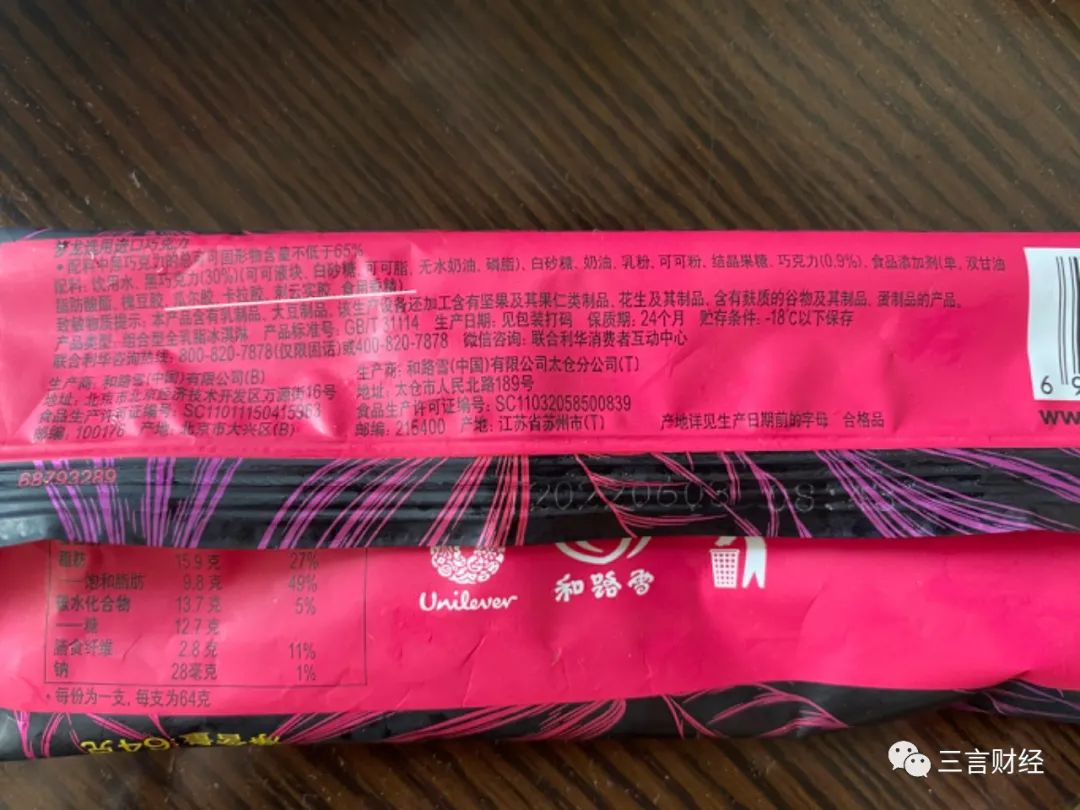 梦龙选用进口巧克力
•配料中黑巧克力的总可可固形物含量不低于65%
配料: 饮用水、黑巧克力(30%)(可可液块、白砂糖、可可脂、无水奶油、磷脂)、白砂糖、奶油、乳粉、可可粉、结晶果糖、巧克力(0.9%)、食品添加剂(单,双甘油
脂肪酸酯、槐豆胶、瓜尔胶、卡拉胶、刺云实胶、食用香精)
致敏物质提示: 本产品含有乳制品、大豆制品, 该生产设备还加工含有坚果及其果仁类制品、花生及其制品、含有麸质的谷物及其制品、蛋制品的产品。
产品类型: 组合型全乳脂冰淇淋 产品标准号: GB/T 31114 生产日期: 见包装打码 保质期: 24个月 贮存条件: -18℃以下保存
联合利华咨询热线: 800-820-7878(仅限固话)或400-820-7878 微信咨询: 联合利华消费者互动中心
生产商: 和路雪(中国)有限公司(B)
地址: 北京市北京经济技术开发区万源街16号
食品生产许可证编号: SC11011150415363
邮编: 100176 产地: 北京市大兴区(B)
生产商: 和路雪(中国)有限公司太仓分公司(T)
地址: 太仓市人民北路189号
食品生产许可证编号: SC11032058500839
邮编: 215400 产地: 江苏省苏州市(T)
产地详见生产日期前的字母 合格品
6 9
ww
68793289
20220603 08
脂肪 15.9克 27%
—饱和脂肪 9.8克 49%
碳水化合物 13.7克 5%
—糖 12.7克
膳食纤维 2.8克 11%
钠 28毫克 1%
•每份为一支, 每支为64克
Unilever
和路雪
净含量:64克
三言财经